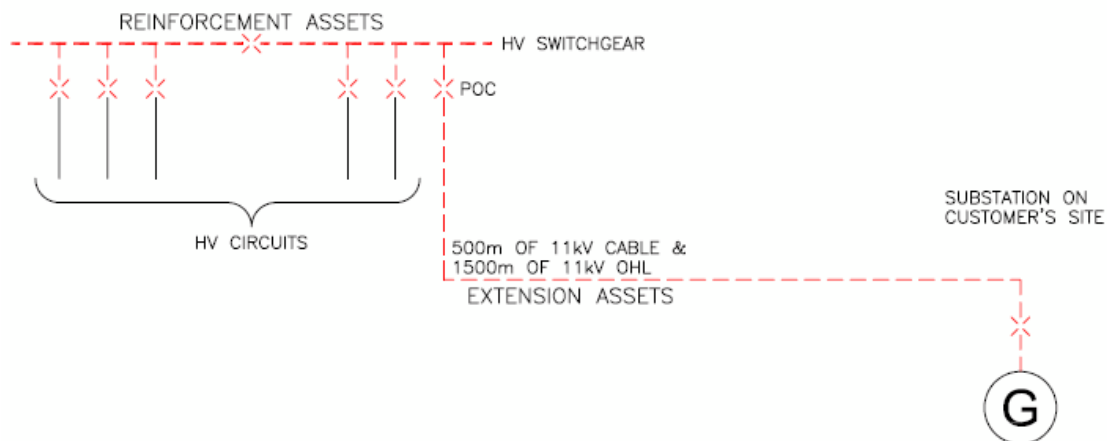 REINFORCEMENT ASSETS
HV SWITCHGEAR
POC
HV CIRCUITS
SUBSTATION ON
CUSTOMER'S SITE
500m OF 11kV CABLE &
1500m OF 11kV OHL
EXTENSION ASSETS
G